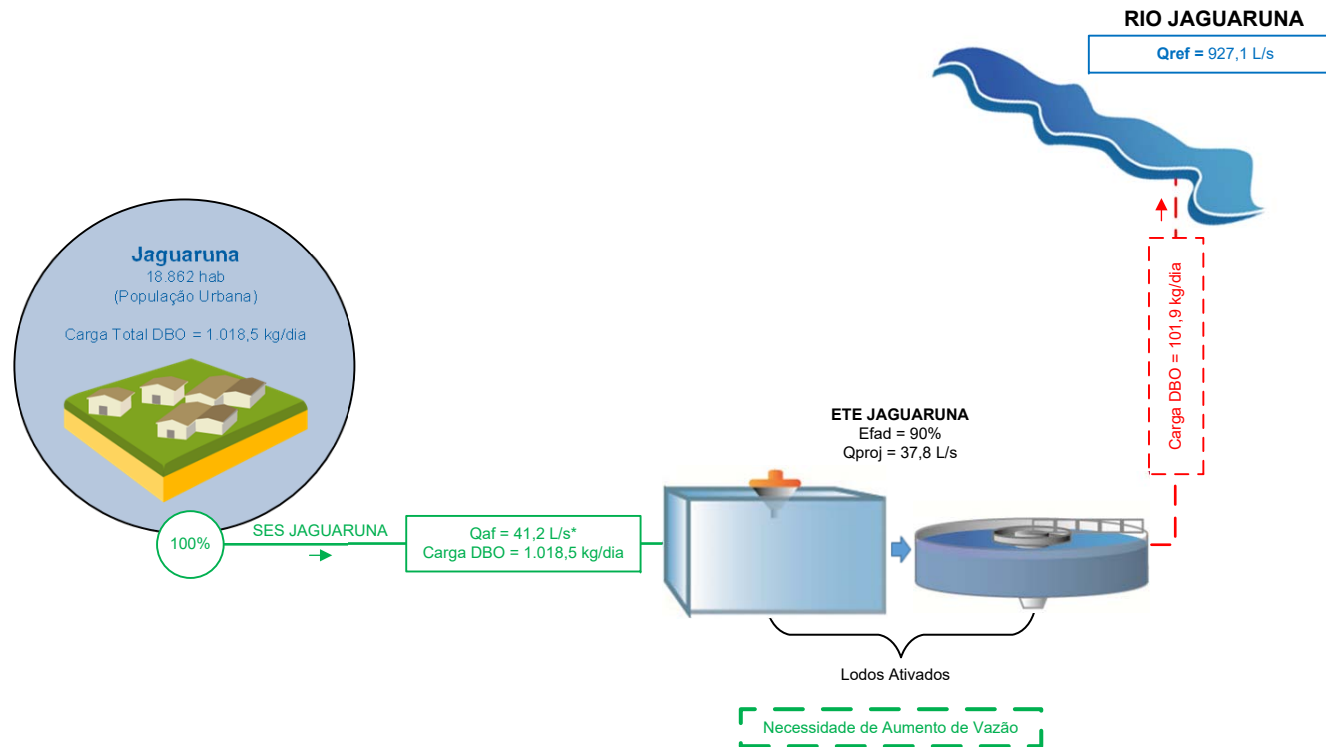 RIO JAGUARUNA
Qref = 927,1 L/s
Jaguaruna
18.862 hab
(População Urbana)
Carga Total DBO = 1.018,5 kg/dia
Carga DBO = 101,9 kg/dia
ETE JAGUARUNA
Efad = 90%
Qproj = 37,8 L/s
100%
SES JAGUARUNA
Qaf = 41,2 L/s*
Carga DBO = 1.018,5 kg/dia
Lodos Ativados
Necessidade de Aumento de Vazão